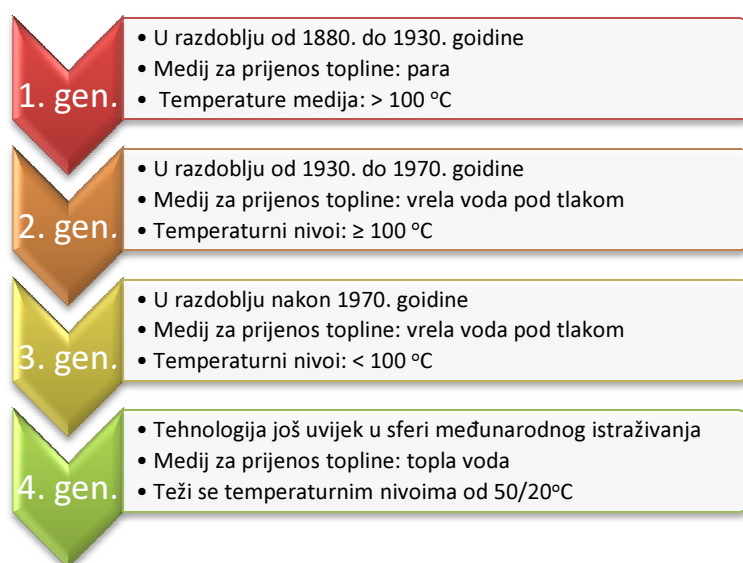 1. gen.
• U razdoblju od 1880. do 1930. goidine
• Medij za prijenos topline: para
• Temperature medija: > 100 °C
2. gen.
• U razdoblju od 1930. do 1970. goidine
• Medij za prijenos topline: vrela voda pod tlakom
• Temperaturni nivoi: ≥ 100 °C
3. gen.
• U razdoblju nakon 1970. goidine
• Medij za prijenos topline: vrela voda pod tlakom
• Temperaturni nivoi: < 100 °C
4. gen.
• Tehnologija još uvijek u sferi međunarodnog istraživanja
• Medij za prijenos topline: topla voda
• Teži se temperaturnim nivoima od 50/20°C